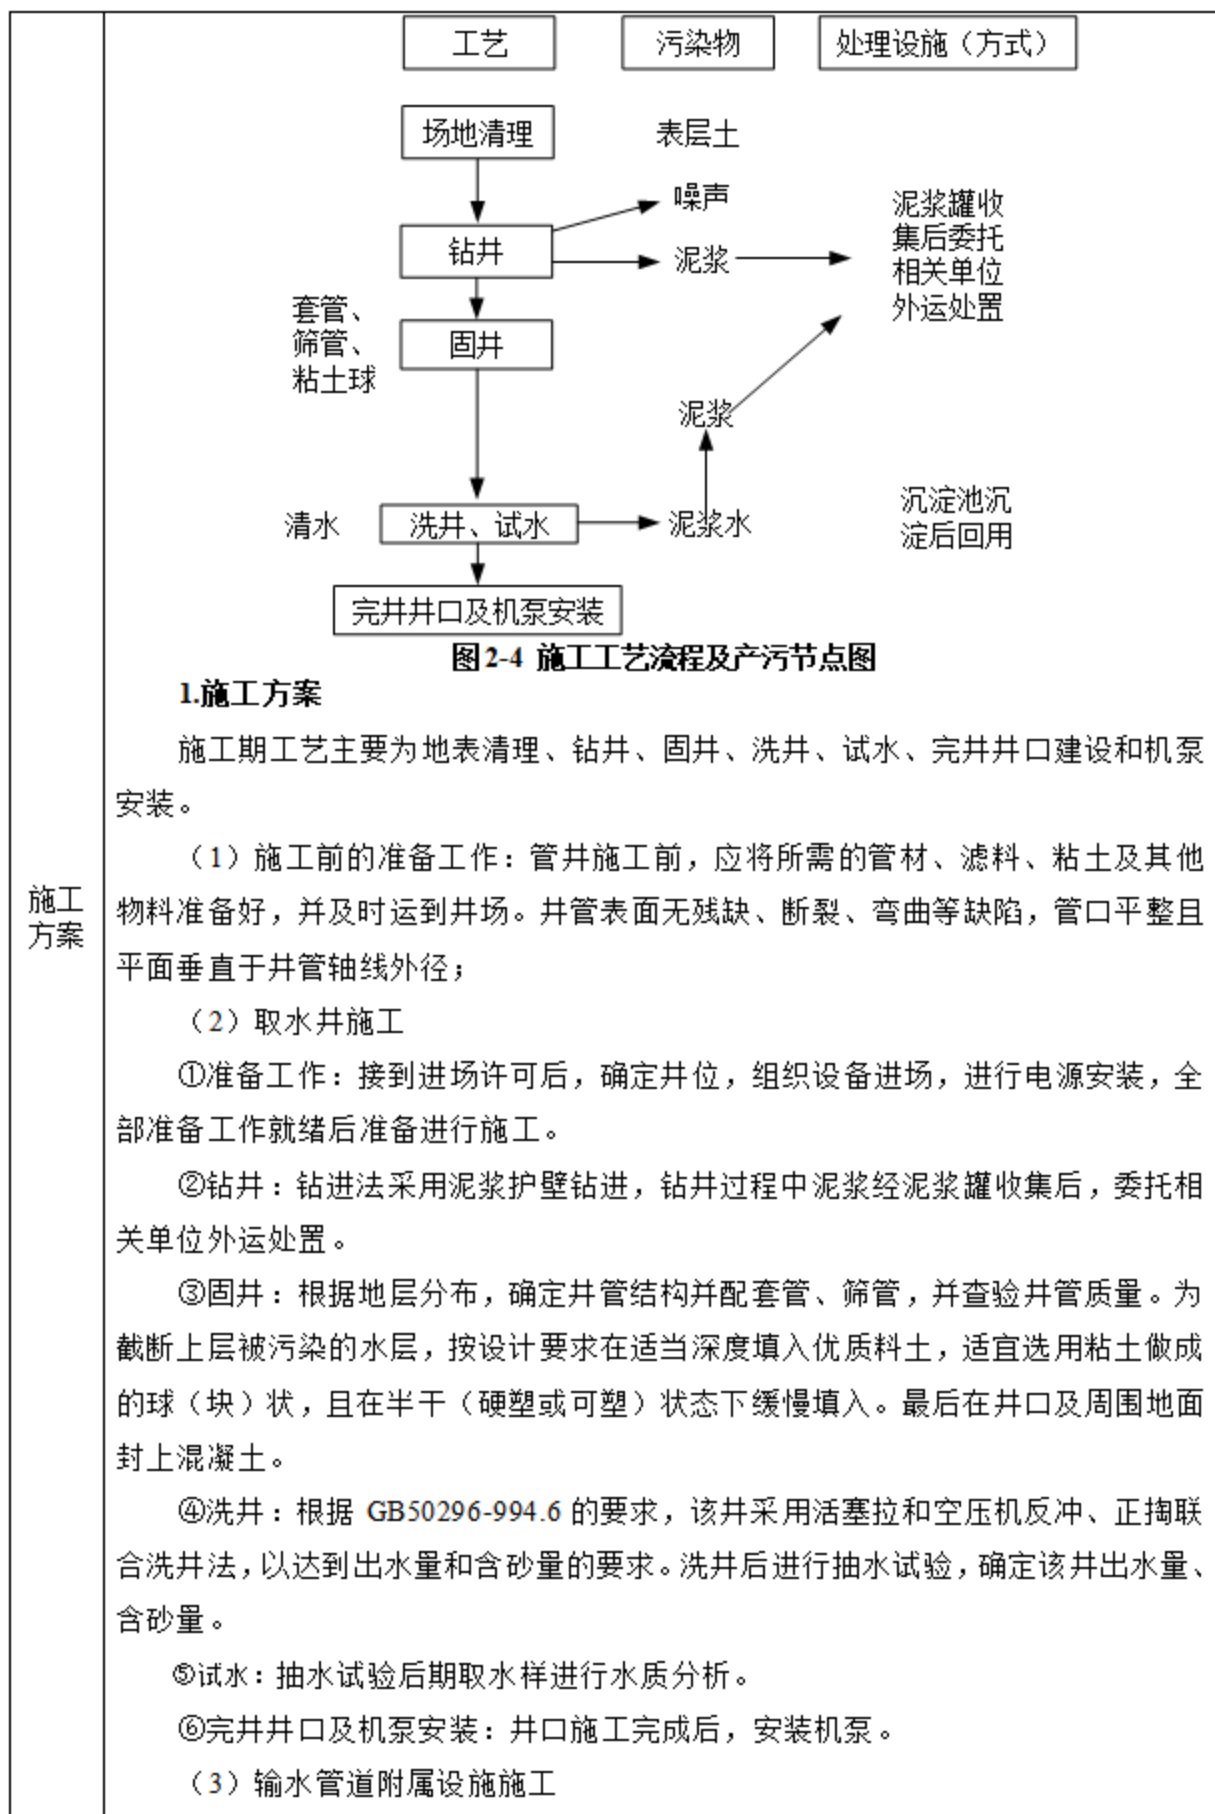 工艺 污染物 处理设施（方式）
场地清理 表层土
噪声
钻井 泥浆
泥浆罐收
集后委托
相关单位
外运处置
套管、
筛管、
粘土球
固井
泥浆
清水 洗井、试水 泥浆水
沉淀池沉
淀后回用
完井井口及机泵安装
图2-4 施工工艺流程及产污节点图
施工
方案
1.施工方案
施工期工艺主要为地表清理、钻井、固井、洗井、试水、完井井口建设和机泵
安装。
（1）施工前的准备工作：管井施工前，应将所需的管材、滤料、粘土及其他
物料准备好，并及时运到井场。井管表面无残缺、断裂、弯曲等缺陷，管口平整且
平面垂直于井管轴线外径；
（2）取水井施工
①准备工作：接到进场许可后，确定井位，组织设备进场，进行电源安装，全
部准备工作就绪后准备进行施工。
②钻井：钻进法采用泥浆护壁钻进，钻井过程中泥浆经泥浆罐收集后，委托相
关单位外运处置。
③固井：根据地层分布，确定井管结构并配套管、筛管，并查验井管质量。为
截断上层被污染的水层，按设计要求在适当深度填入优质料土，适宜选用粘土做成
的球（块）状，且在半干（硬塑或可塑）状态下缓慢填入。最后在井口及周围地面
封上混凝土。
④洗井：根据 GB50296-994.6 的要求，该井采用活塞拉和空压机反冲、正掏联
合洗井法，以达到出水量和含砂量的要求。洗井后进行抽水试验，确定该井出水量、
含砂量。
⑤试水：抽水试验后期取水样进行水质分析。
⑥完井井口及机泵安装：井口施工完成后，安装机泵。
（3）输水管道附属设施施工